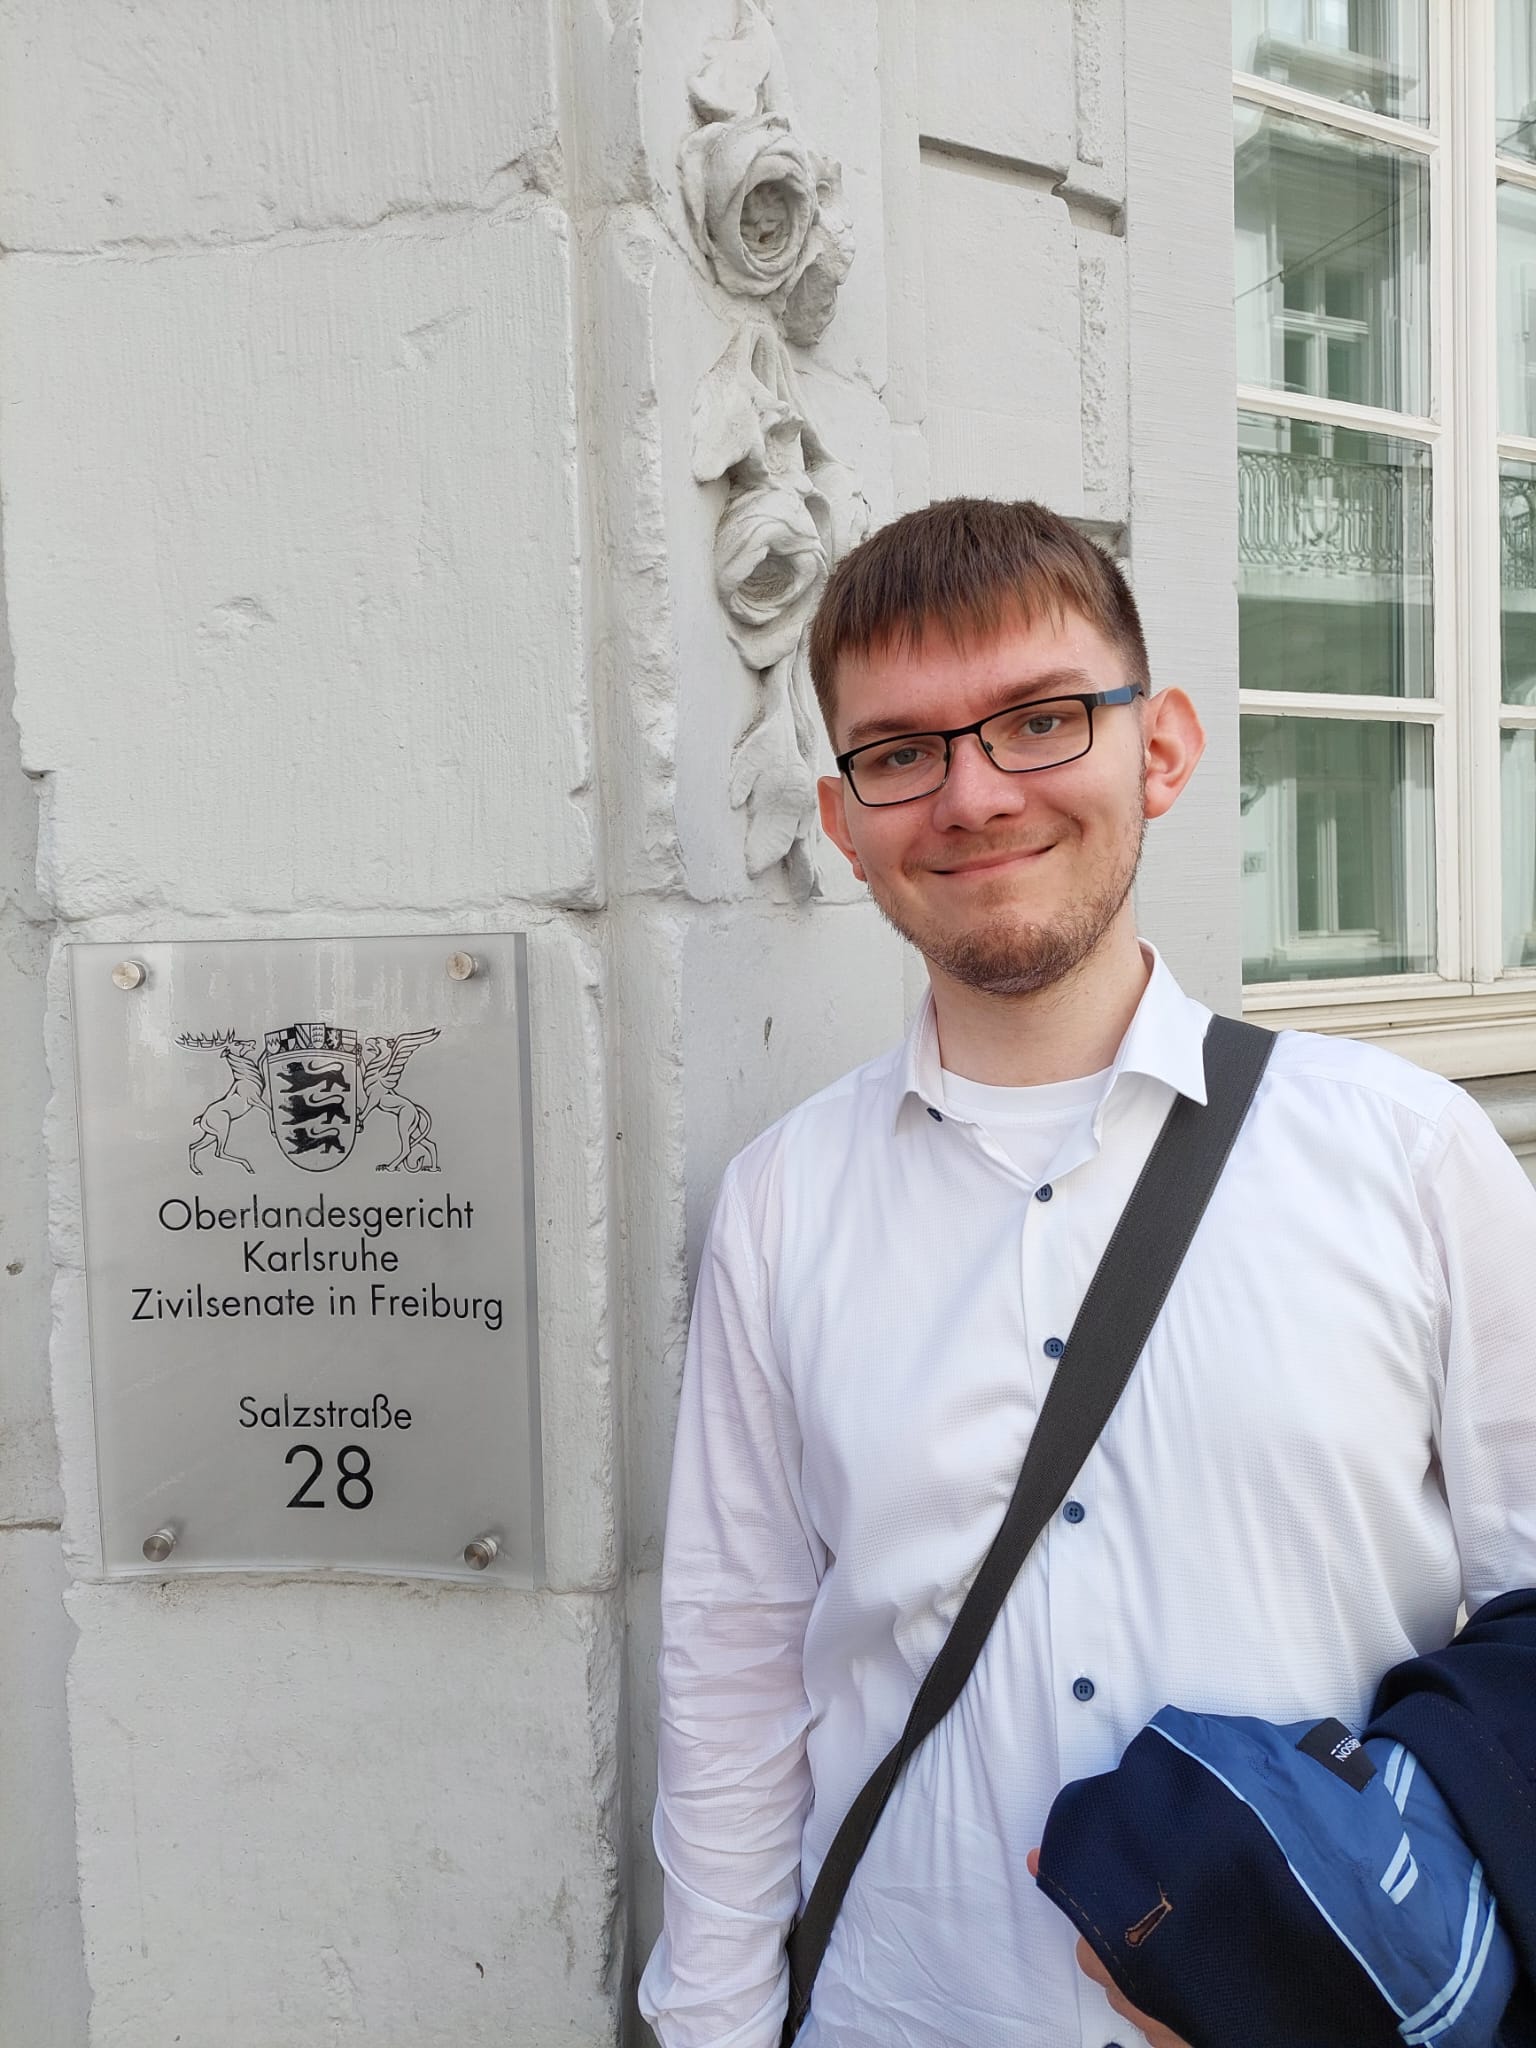 Oberlandesgericht
Karlsruhe
Zivilsenate in Freiburg
Salzstraße
28